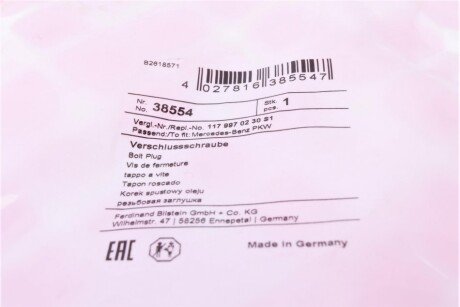 B2818571
4 027816 385547
Nr. No. 38554 Stk. pcs. 1
Vergl.-Nr./Repl.-No. 117 997 02 30 S1
Passend:/To fit: Mercedes-Benz PKW
Verschlussschraube
Bolt Plug
Vis de fermeture
tappo a vite
Tapon roscado
Korek spustowy oleju
резьбовая заглушка
Ferdinand Bilstein GmbH + Co. KG
Wilhelmstr. 47 | 58256 Ennepetal | Germany
EAC Made in Germany